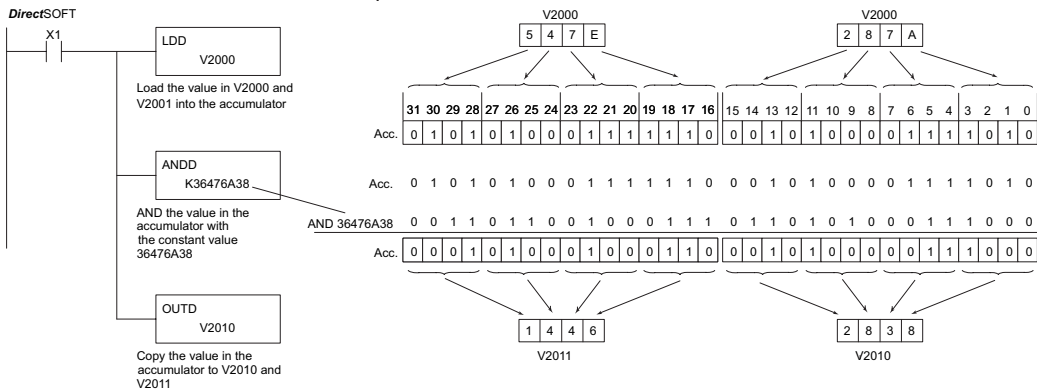 DirectSOFT
X1
LDD
V2000
Load the value in V2000 and
V2001 into the accumulator
ANDD
K36476A38
AND the value in the
accumulator with
the constant value
36476A38
OUTD
V2010
Copy the value in the
accumulator to V2010 and
V2011
V2000 V2000
5 4 7 E 2 8 7 A
31 30 29 28 27 26 25 24 23 22 21 20 19 18 17 16 15 14 13 12 11 10 9 8 7 6 5 4 3 2 1 0
Acc. 0 1 0 1 0 1 0 0 0 1 1 1 1 1 1 0 0 0 1 0 1 0 0 0 0 1 1 1 1 0 1 0
Acc. 0 1 0 1 0 1 0 0 0 1 1 1 1 1 1 0 0 0 1 0 1 0 0 0 0 1 1 1 1 0 1 0
AND 36476A38 0 0 1 1 0 1 1 0 0 1 0 0 0 1 1 1 0 1 1 0 1 0 1 0 0 0 1 1 1 0 0 0
Acc. 0 0 0 1 0 1 0 0 0 1 0 0 0 1 1 0 0 0 1 0 1 0 0 0 0 0 1 1 1 0 0 0
1 4 4 6 2 8 3 8
V2011 V2010